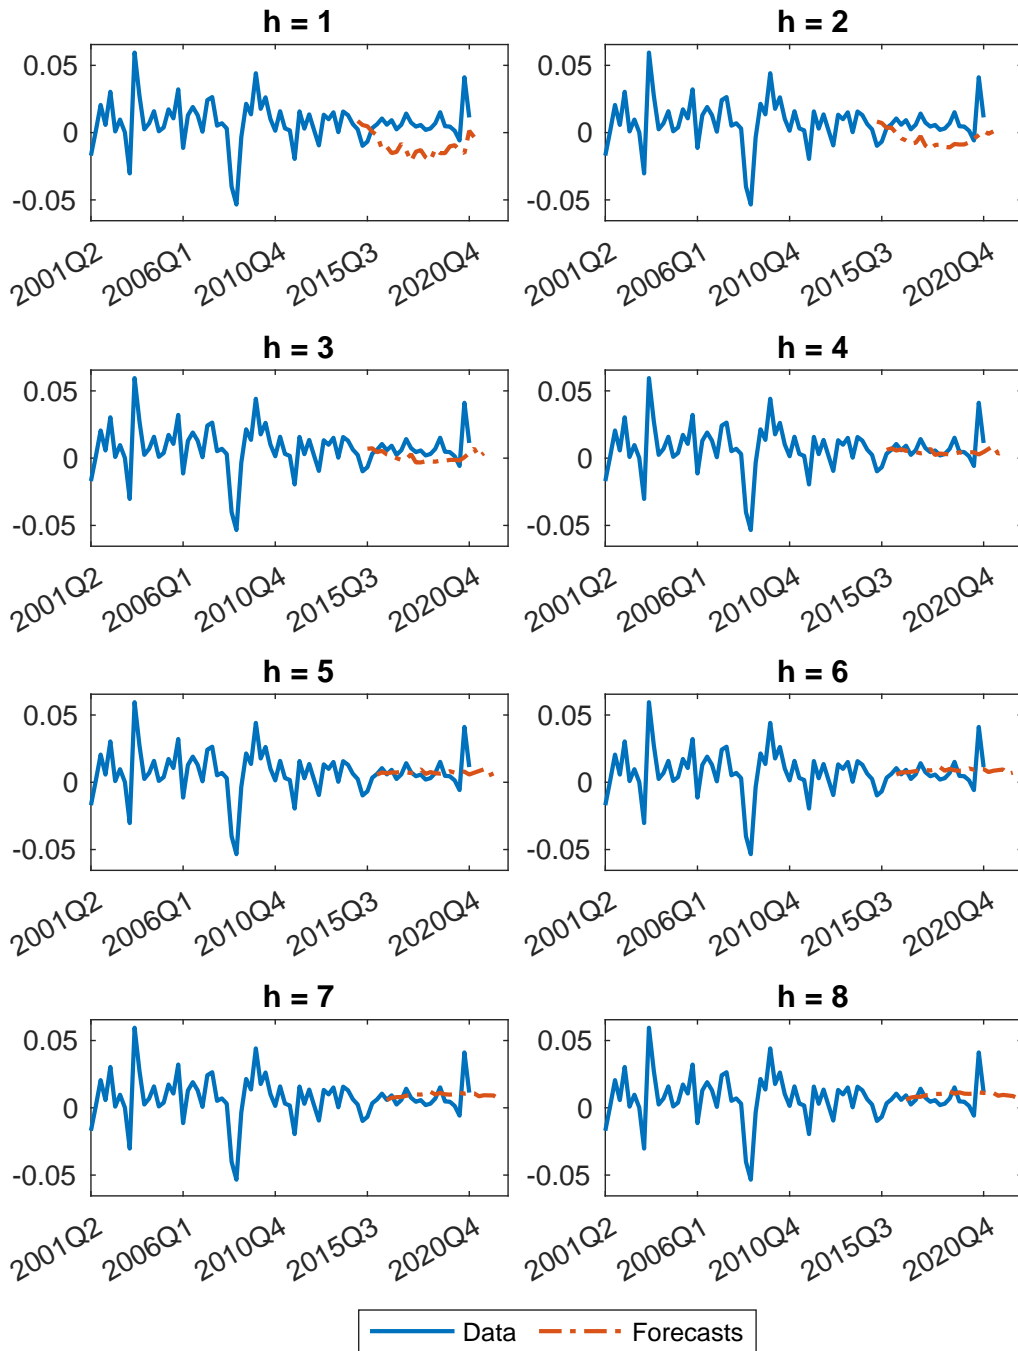 h = 1
h = 2
0.05
0
-0.05
2001Q2
2006Q1
2010Q4
2015Q3
2020Q4
0.05
0
-0.05
2001Q2
2006Q1
2010Q4
2015Q3
2020Q4
h = 3
h = 4
0.05
0
-0.05
2001Q2
2006Q1
2010Q4
2015Q3
2020Q4
0.05
0
-0.05
2001Q2
2006Q1
2010Q4
2015Q3
2020Q4
h = 5
h = 6
0.05
0
-0.05
2001Q2
2006Q1
2010Q4
2015Q3
2020Q4
0.05
0
-0.05
2001Q2
2006Q1
2010Q4
2015Q3
2020Q4
h = 7
h = 8
0.05
0
-0.05
2001Q2
2006Q1
2010Q4
2015Q3
2020Q4
0.05
0
-0.05
2001Q2
2006Q1
2010Q4
2015Q3
2020Q4
Data
Forecasts